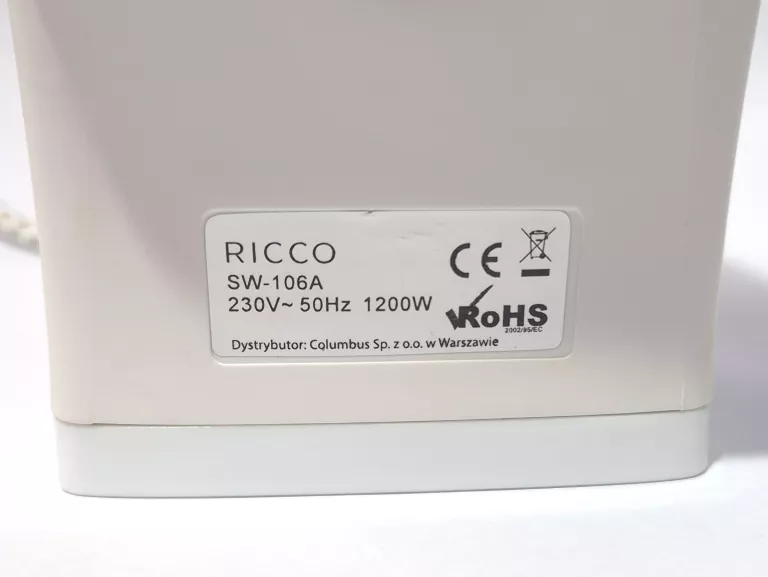 RICCO
SW-106A
230V~ 50Hz 1200W
CE
RoHS
2002/95/EC
Dystrybutor: Columbus Sp. z o.o. w Warszawie